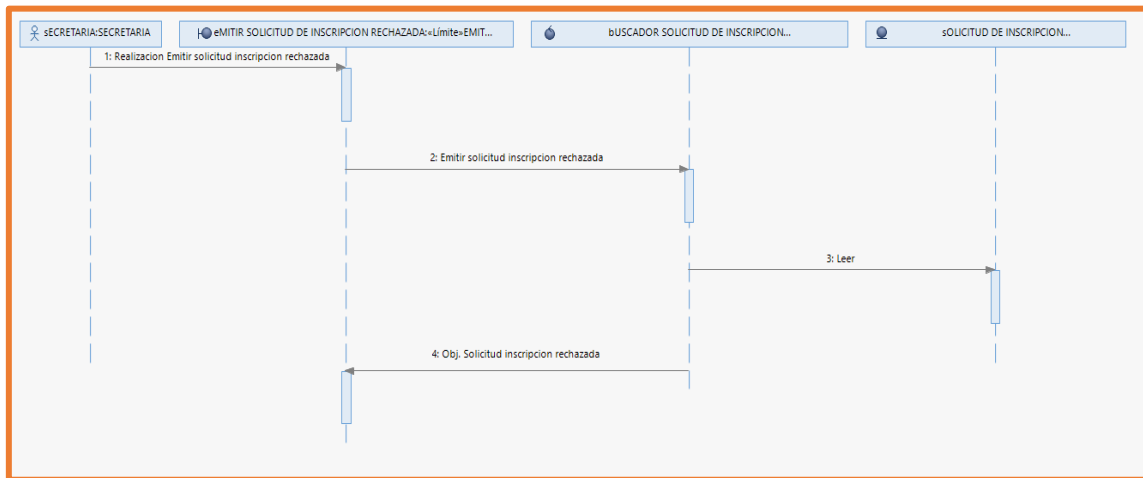 sECRETARIA:SECRETARIA
eMITIR SOLICITUD DE INSCRIPCION RECHAZADA:«Límite»EMIT...
bUSCADOR SOLICITUD DE INSCRIPCION...
sOLICITUD DE INSCRIPCION...
1: Realizacion Emitir solicitud inscripcion rechazada
2: Emitir solicitud inscripcion rechazada
3: Leer
4: Obj. Solicitud inscripcion rechazada